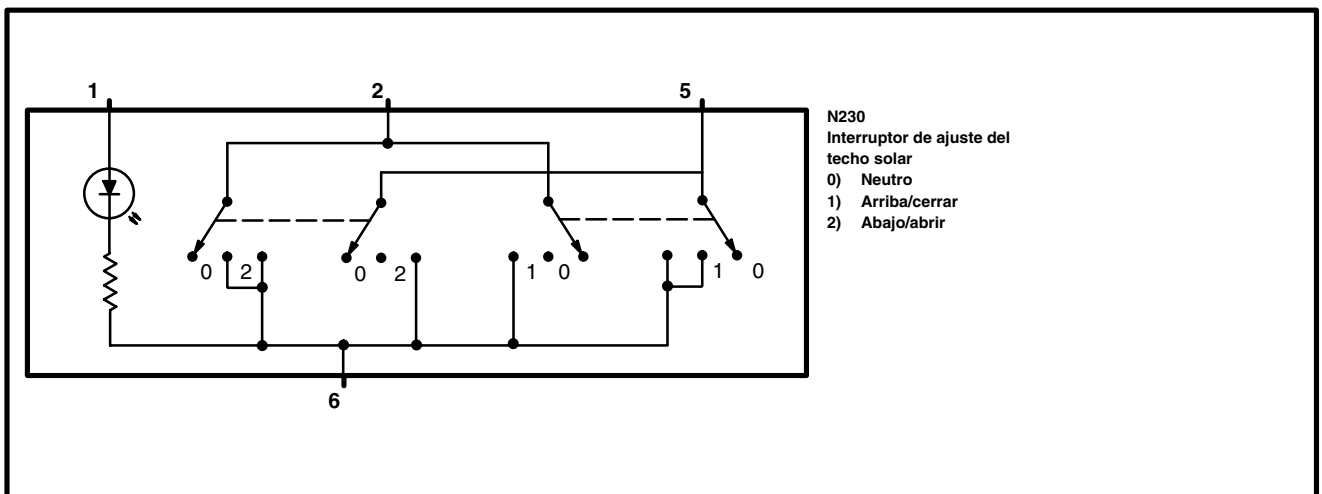 1 2 5
N230
Interruptor de ajuste del
techo solar
0) Neutro
1) Arriba/cerrar
2) Abajo/abrir
0 2 0 2 1 0 1 0
6